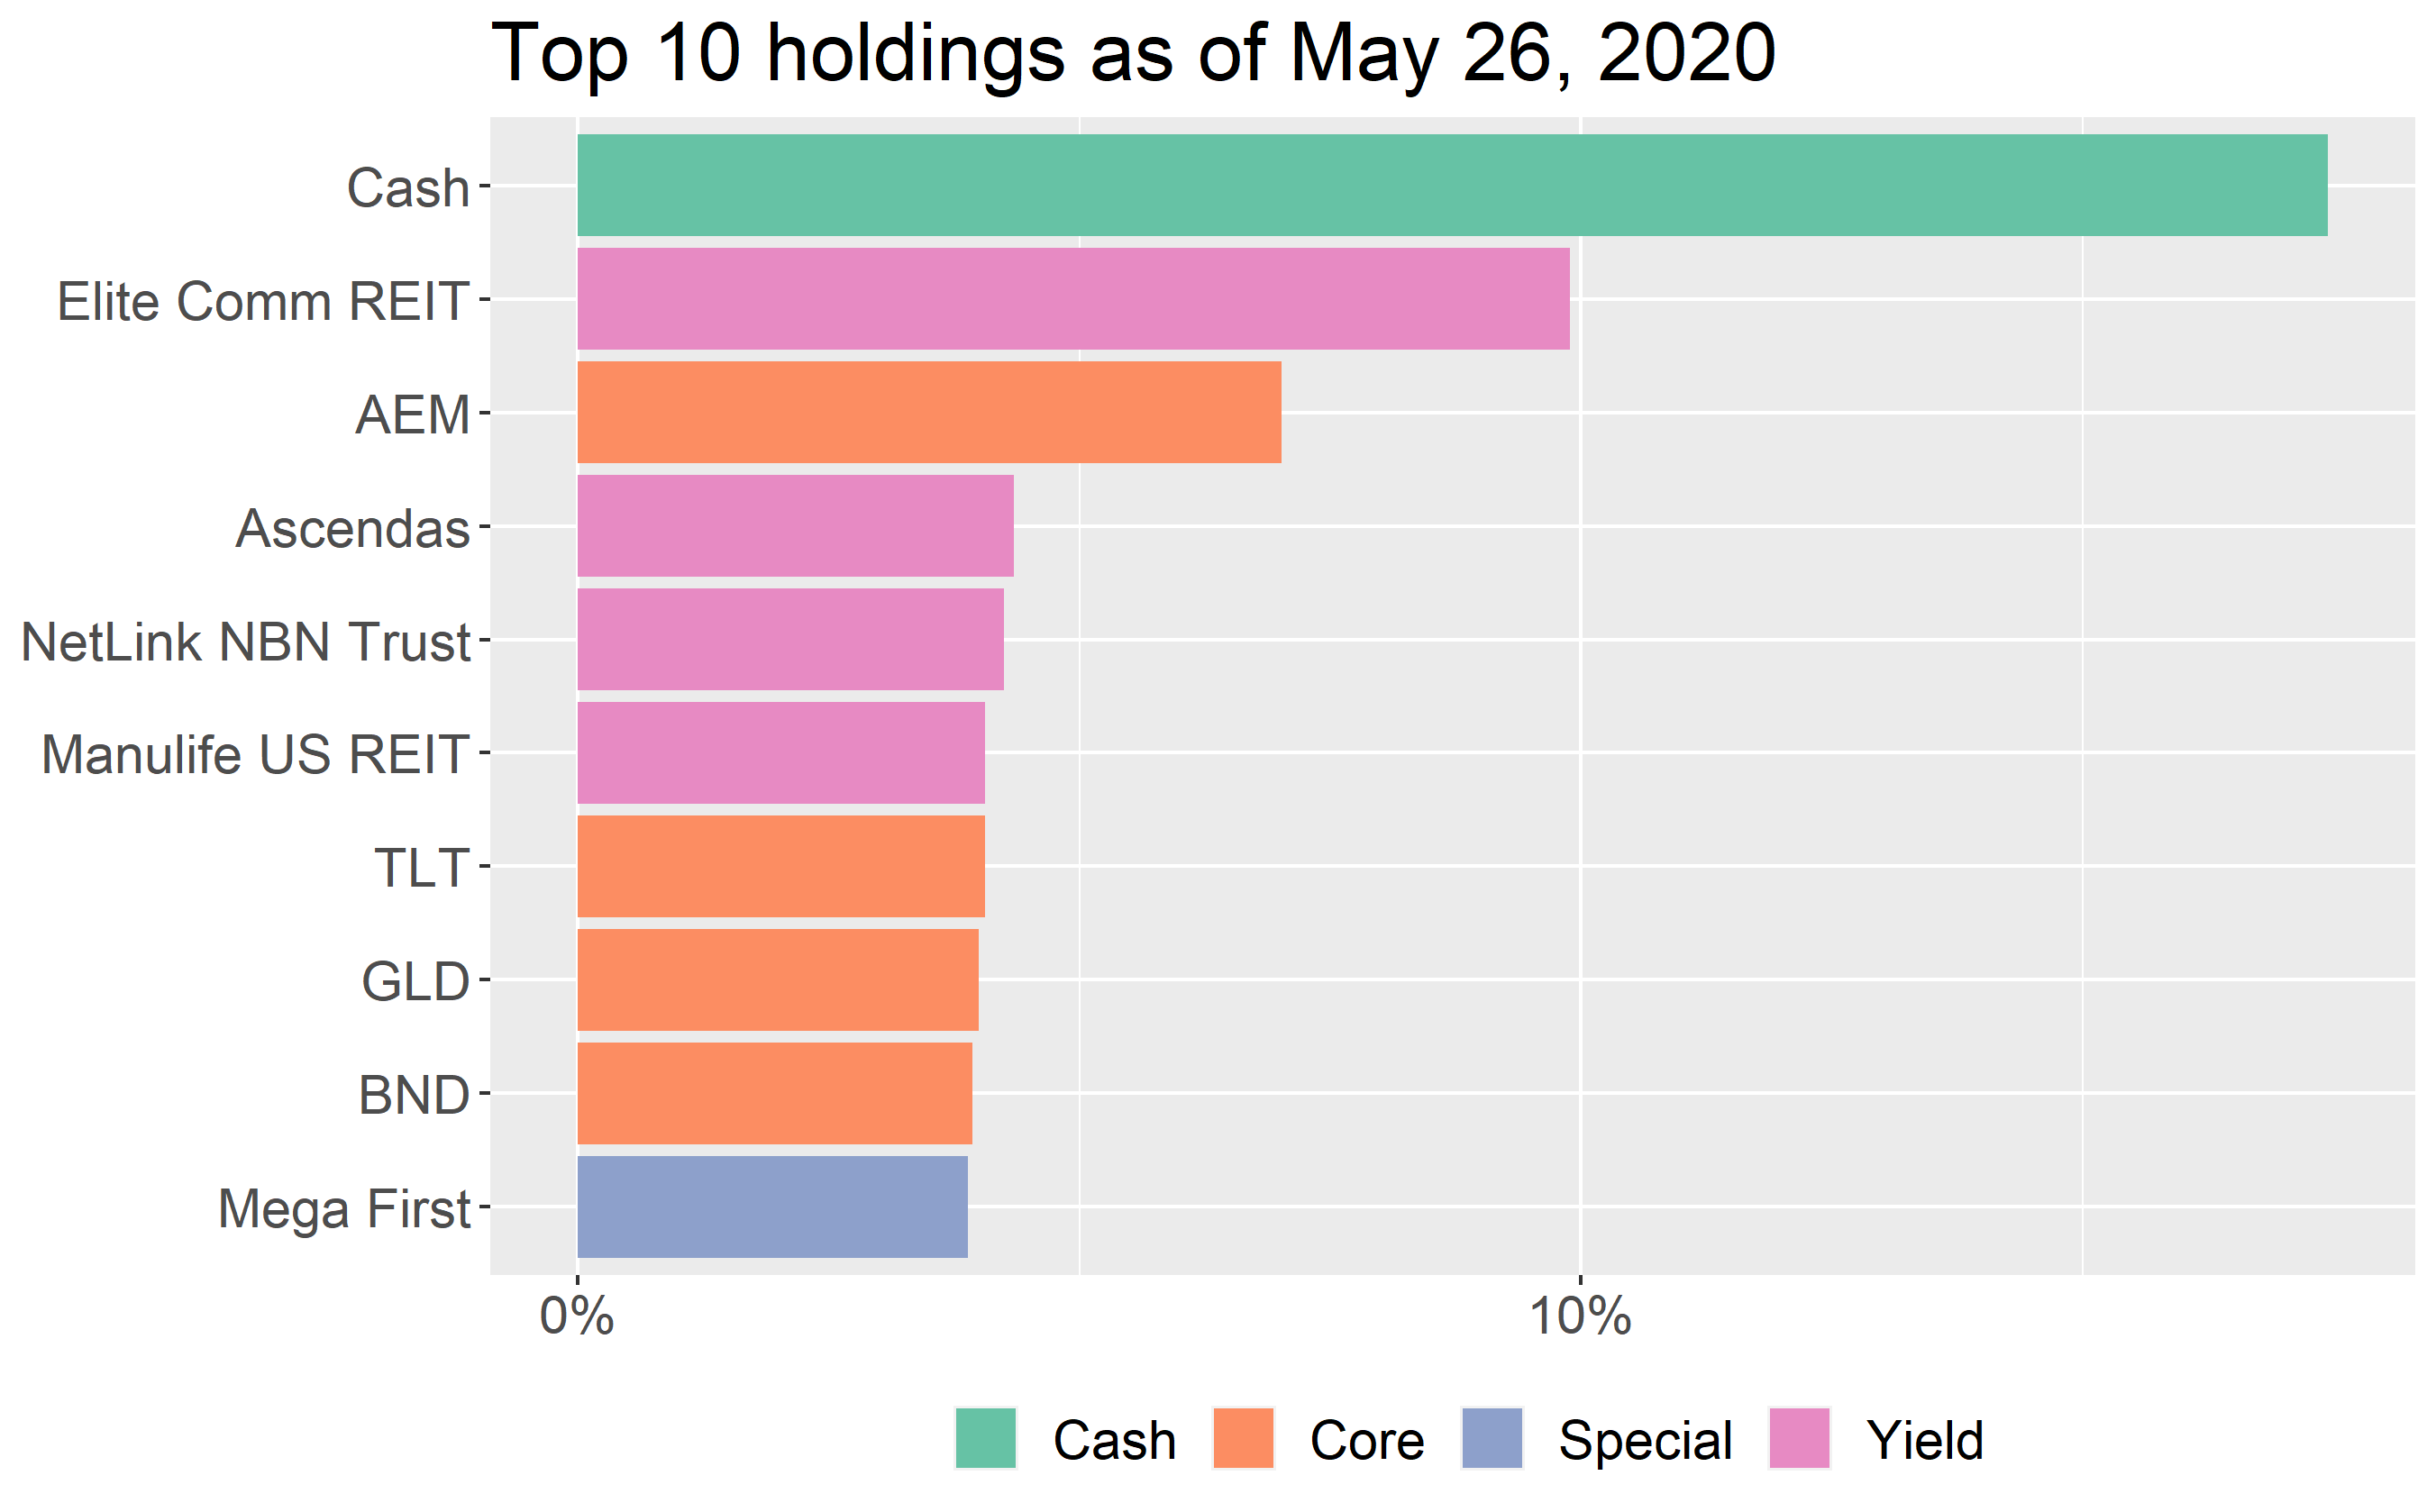 Top 10 holdings as of May 26, 2020
Cash
Elite Comm REIT
AEM
Ascendas
NetLink NBN Trust
Manulife US REIT
TLT
GLD
BND
Mega First
0% 10%
Cash Core Special Yield